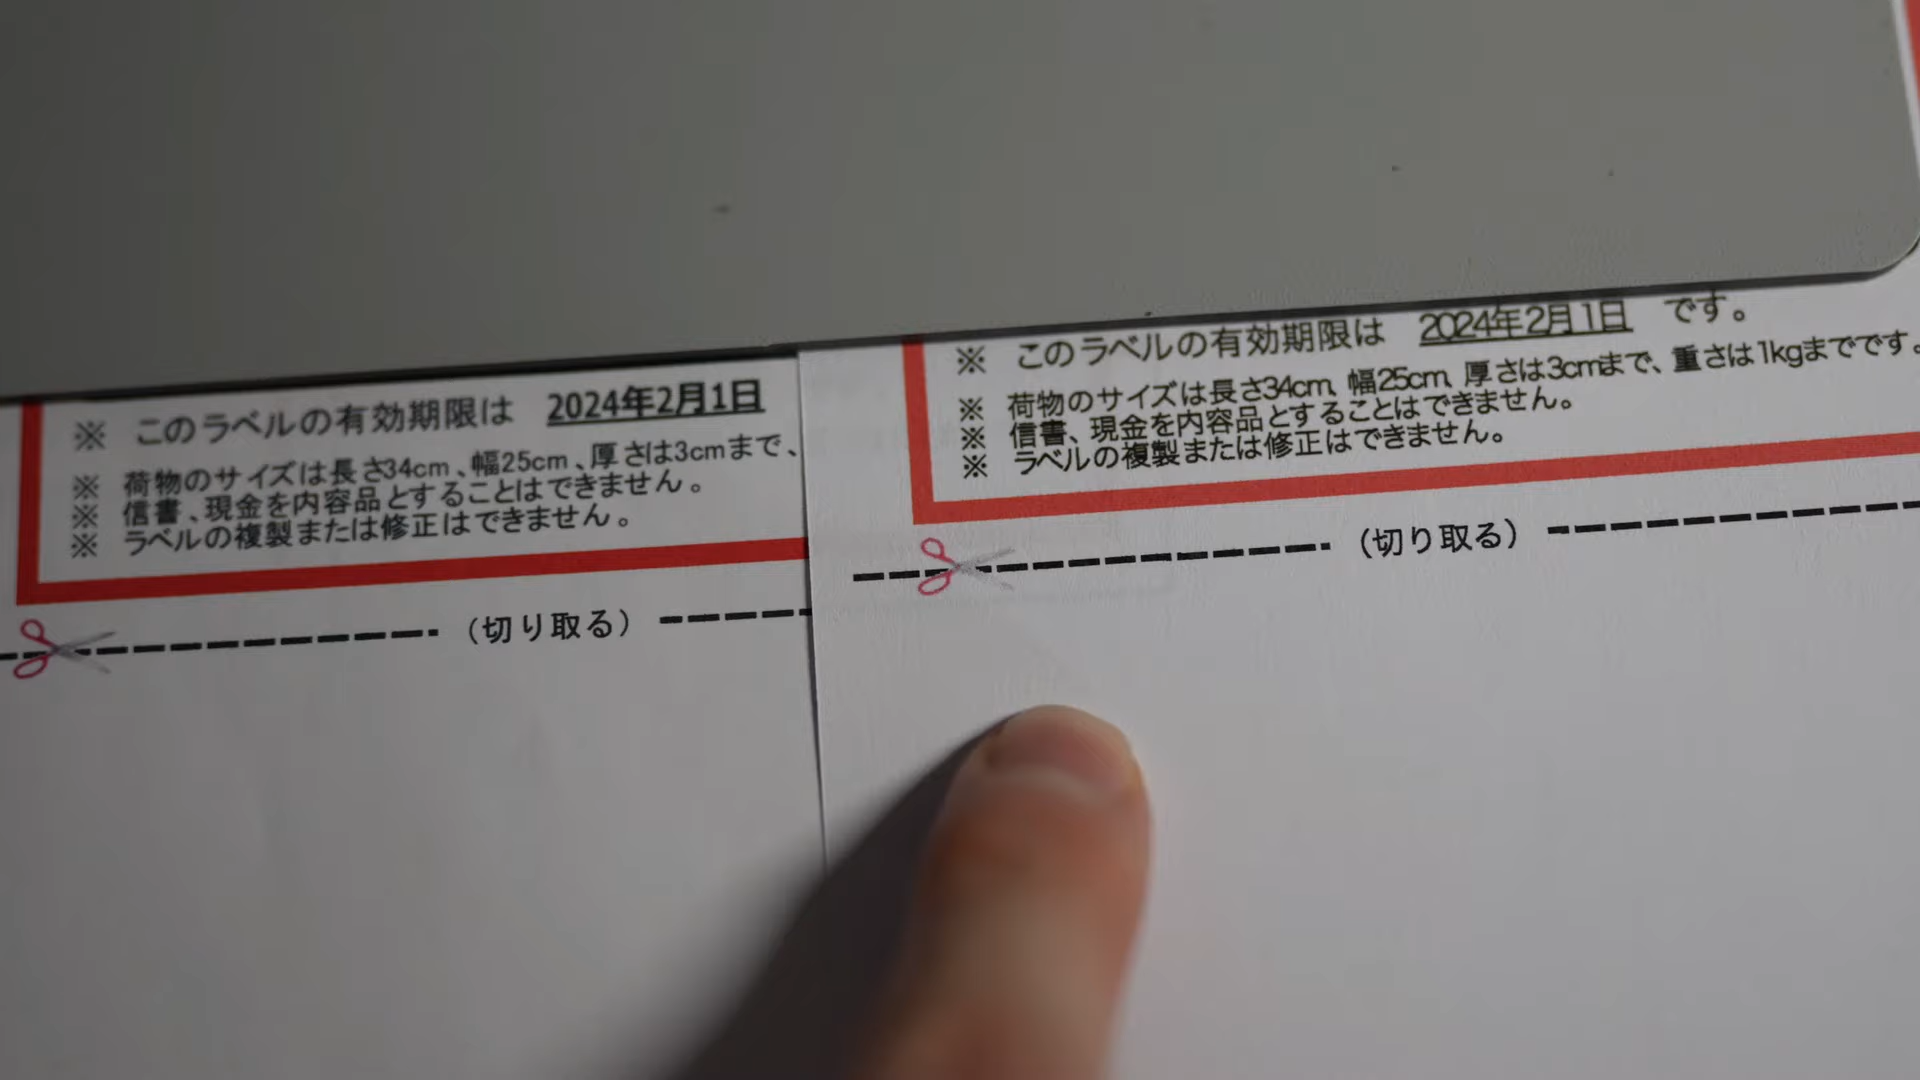 ※ このラベルの有効期限は 2024年2月1日
※ 荷物のサイズは長さ34cm、幅25cm、厚さは3cmまで、
※ 信書、現金を内容品とすることはできません。
※ ラベルの複製または修正はできません。
(切り取る)
※ このラベルの有効期限は 2024年2月1日 です。
※ 荷物のサイズは長さ34cm、幅25cm、厚さは3cmまで、重さは1kgまでです。
※ 信書、現金を内容品とすることはできません。
※ ラベルの複製または修正はできません。
(切り取る)